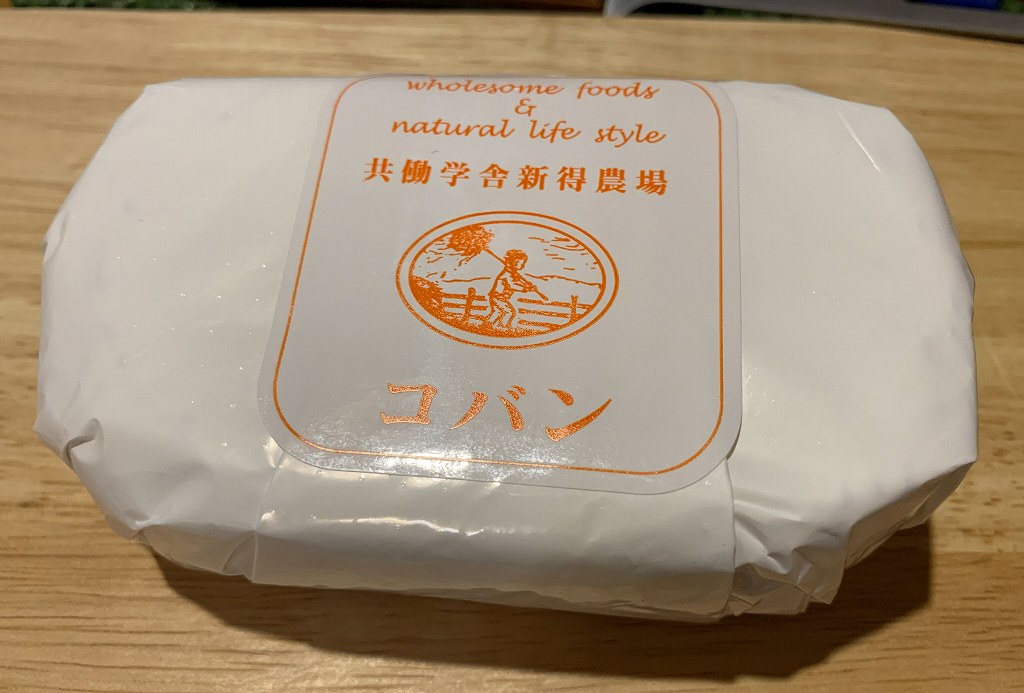 wholesome foods
&
natural life style
共働学舎新得農場
コバン